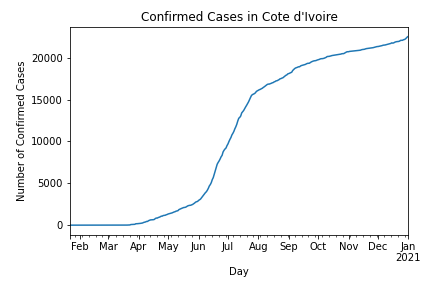 Confirmed Cases in Cote d'Ivoire
Number of Confirmed Cases
20000
15000
10000
5000
0
Feb Mar Apr May Jun Jul Aug Sep Oct Nov Dec Jan
2021
Day